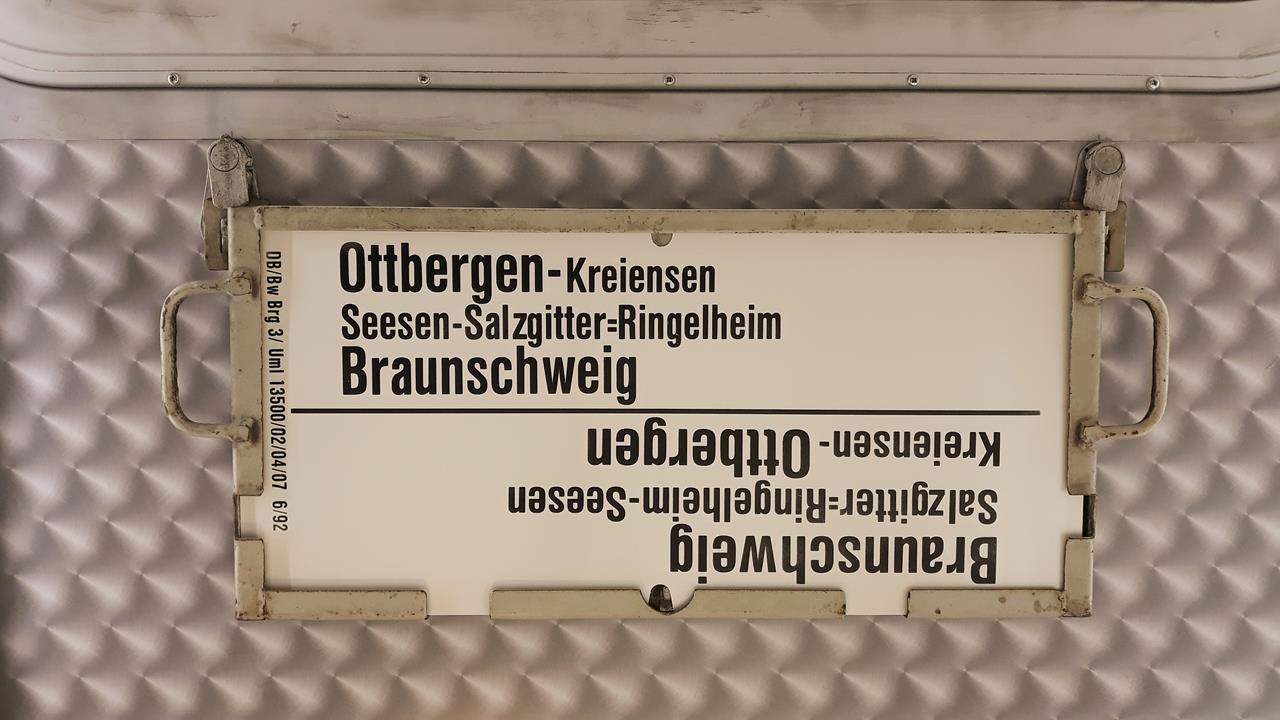 Ottbergen-Kreiensen
Seesen-Salzgitter=Ringelheim
Braunschweig
Braunschweig
Salzgitter=Ringelheim-Seesen
Kreiensen-Ottbergen
DB/Bw Brg 3/ Uml 13500/02/04/07 6/92